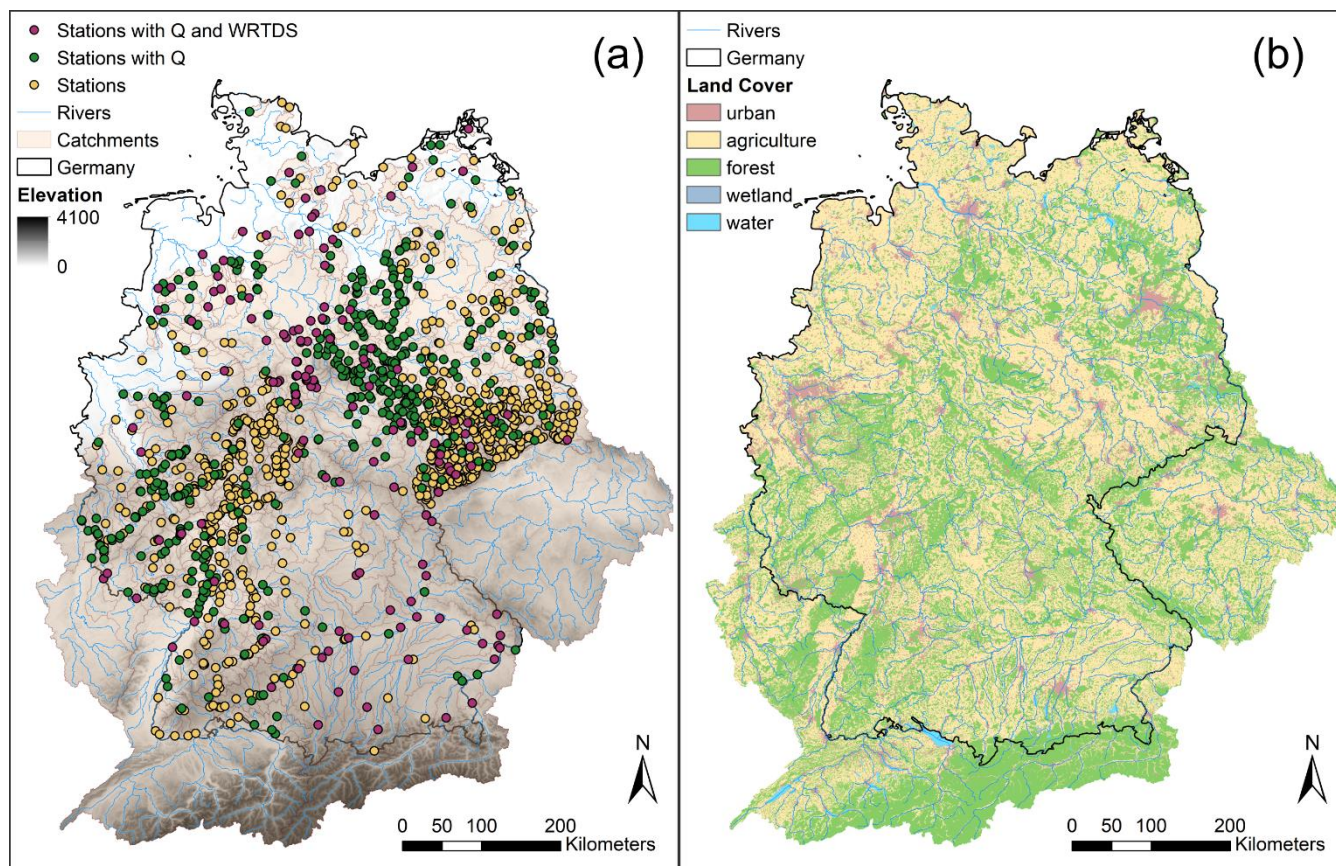 Stations with Q and WRTDS
Stations with Q
Stations
Rivers
Catchments
Germany
Elevation
4100
0
(a)
N
0 50 100 200
Kilometers
Rivers
Germany
Land Cover
urban
agriculture
forest
wetland
water
(b)
N
0 50 100 200
Kilometers